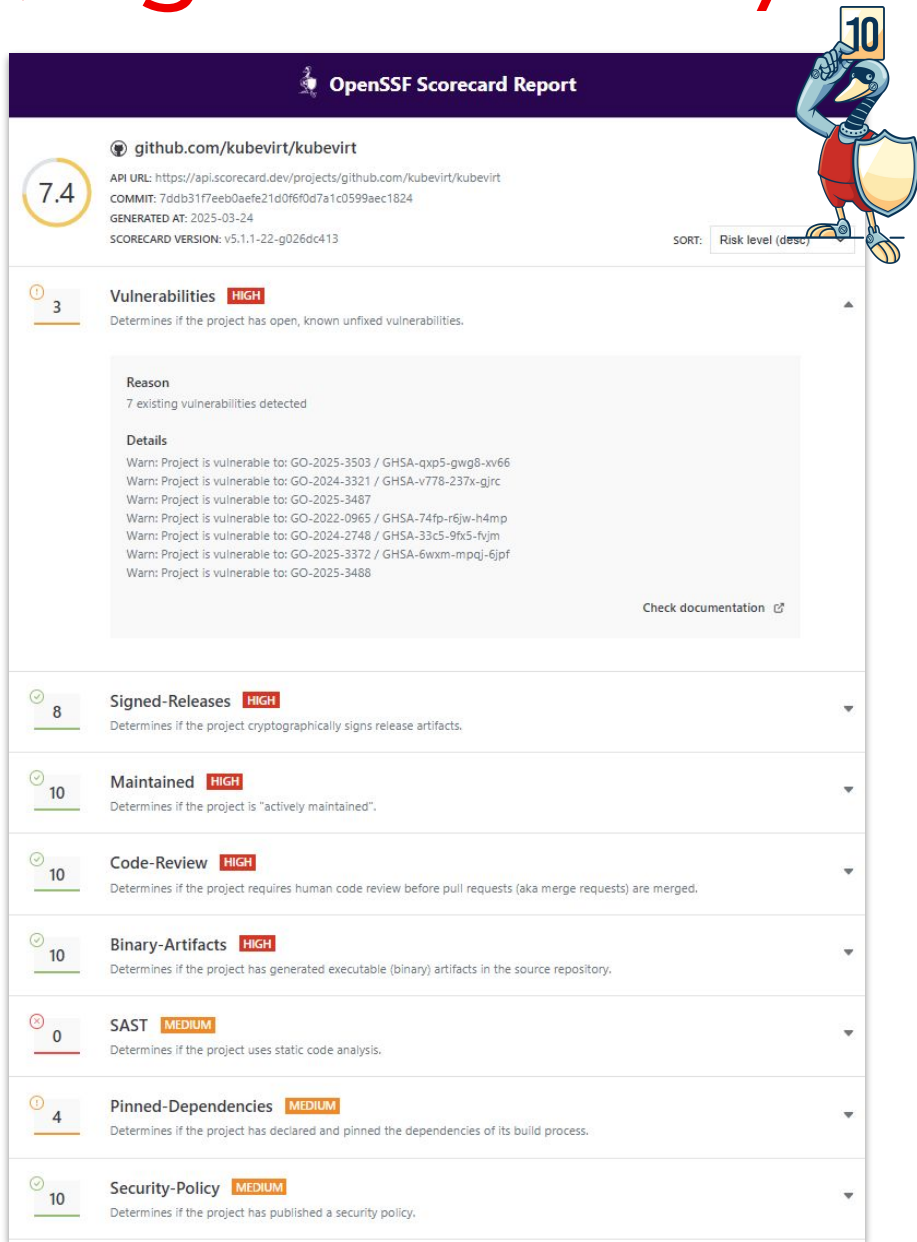 10
OpenSSF Scorecard Report
github.com/kubevirt/kubevirt
7.4
API URL: https://api.scorecard.dev/projects/github.com/kubevirt/kubevirt
COMMIT: 7ddb31f7eeb0aefe21d0f6f0d7a1c0599aec1824
GENERATED AT: 2025-03-24
SCORECARD VERSION: v5.1.1-22-g026dc413
SORT: Risk level (desc)
3
Vulnerabilities HIGH
Determines if the project has open, known unfixed vulnerabilities.
Reason
7 existing vulnerabilities detected
Details
Warn: Project is vulnerable to: GO-2025-3503 / GHSA-qxp5-gwg8-xv66
Warn: Project is vulnerable to: GO-2024-3321 / GHSA-v778-237x-gjrc
Warn: Project is vulnerable to: GO-2025-3487
Warn: Project is vulnerable to: GO-2022-0965 / GHSA-74fp-r6jw-h4mp
Warn: Project is vulnerable to: GO-2024-2748 / GHSA-33c5-9fx5-fvjm
Warn: Project is vulnerable to: GO-2025-3372 / GHSA-6wxm-mpqj-6jpf
Warn: Project is vulnerable to: GO-2025-3488
Check documentation
8
Signed-Releases HIGH
Determines if the project cryptographically signs release artifacts.
10
Maintained HIGH
Determines if the project is "actively maintained".
10
Code-Review HIGH
Determines if the project requires human code review before pull requests (aka merge requests) are merged.
10
Binary-Artifacts HIGH
Determines if the project has generated executable (binary) artifacts in the source repository.
0
SAST MEDIUM
Determines if the project uses static code analysis.
4
Pinned-Dependencies MEDIUM
Determines if the project has declared and pinned the dependencies of its build process.
10
Security-Policy MEDIUM
Determines if the project has published a security policy.